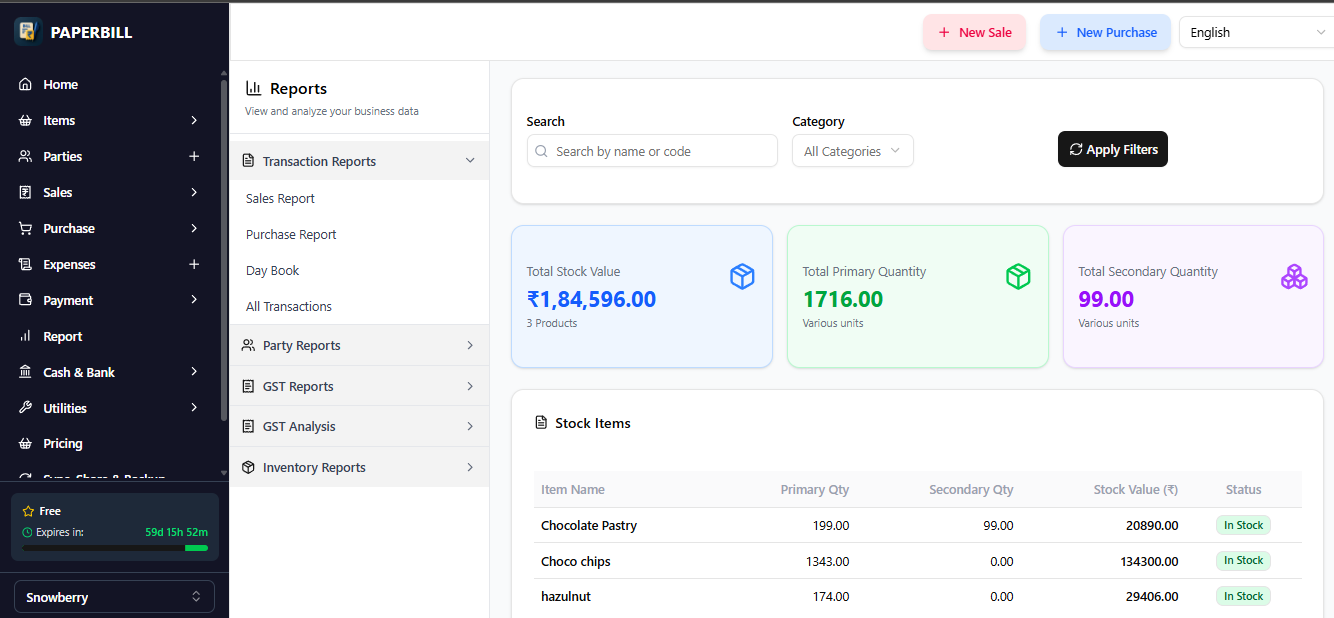 PAPERBILL
Home
Items
Parties
Sales
Purchase
Expenses
Payment
Report
Cash & Bank
Utilities
Pricing
Sync, Share & Backup
Free
Expires in: 59d 15h 52m
Snowberry
New Sale
New Purchase
English
Reports
View and analyze your business data
Transaction Reports
Sales Report
Purchase Report
Day Book
All Transactions
Party Reports
GST Reports
GST Analysis
Inventory Reports
Search
Search by name or code
Category
All Categories
Apply Filters
Total Stock Value
₹1,84,596.00
3 Products
Total Primary Quantity
1716.00
Various units
Total Secondary Quantity
99.00
Various units
Stock Items
Item Name Primary Qty Secondary Qty Stock Value (₹) Status
Chocolate Pastry 199.00 99.00 20890.00 In Stock
Choco chips 1343.00 0.00 134300.00 In Stock
hazulnut 174.00 0.00 29406.00 In Stock